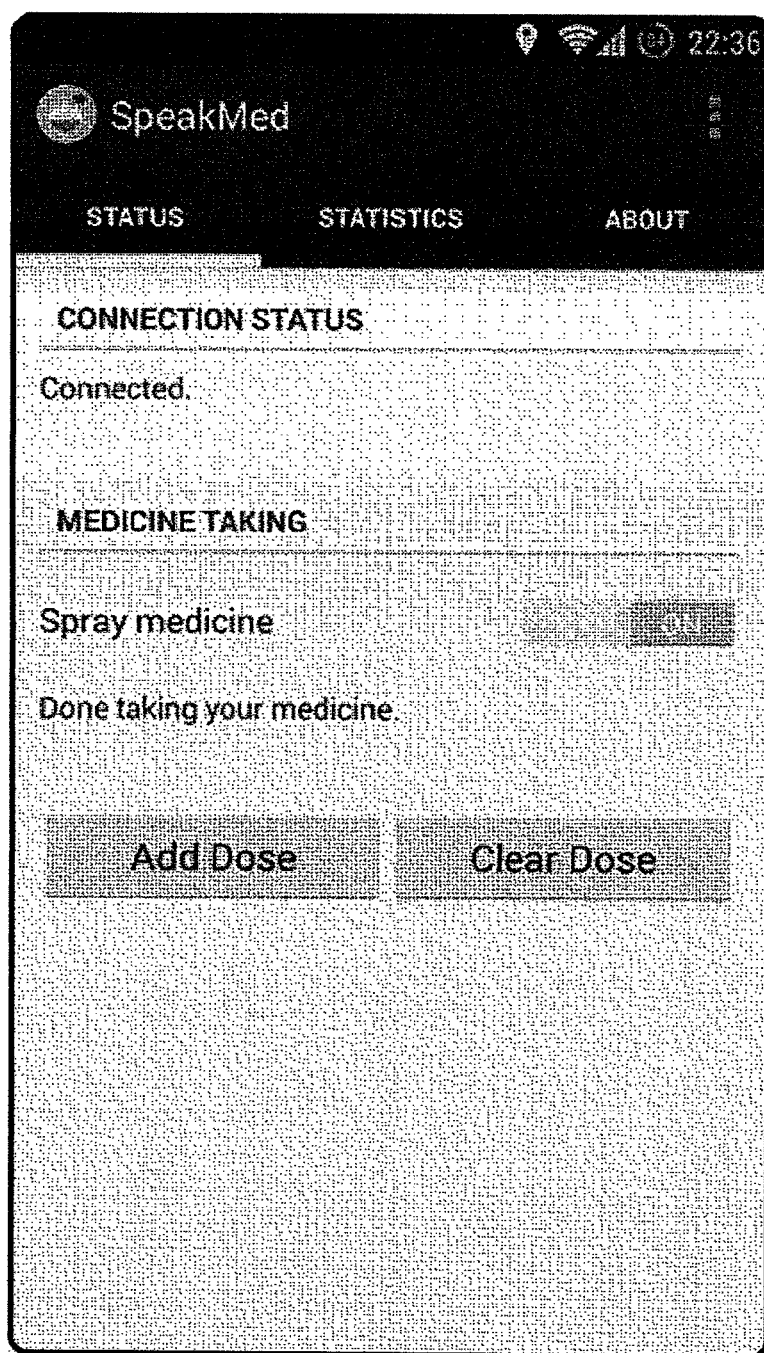 22:36
SpeakMed
STATUS STATISTICS ABOUT
CONNECTION STATUS
Connected.
MEDICINE TAKING
Spray medicine ON
Done taking your medicine.
Add Dose Clear Dose